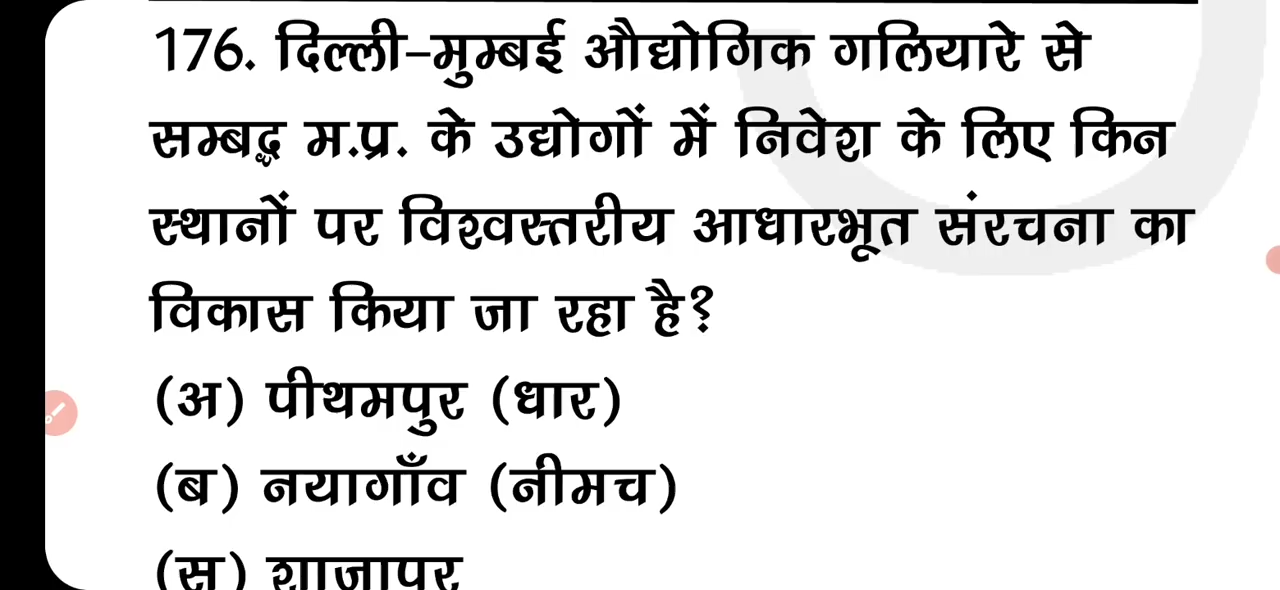 176. दिल्ली-मुम्बई औद्योगिक गलियारे से
सम्बद्ध म.प्र. के उद्योगों में निवेश के लिए किन
स्थानों पर विश्वस्तरीय आधारभूत संरचना का
विकास किया जा रहा है?
(अ) पीथमपुर (धार)
(ब) नयागाँव (नीमच)
(स) शाजापुर